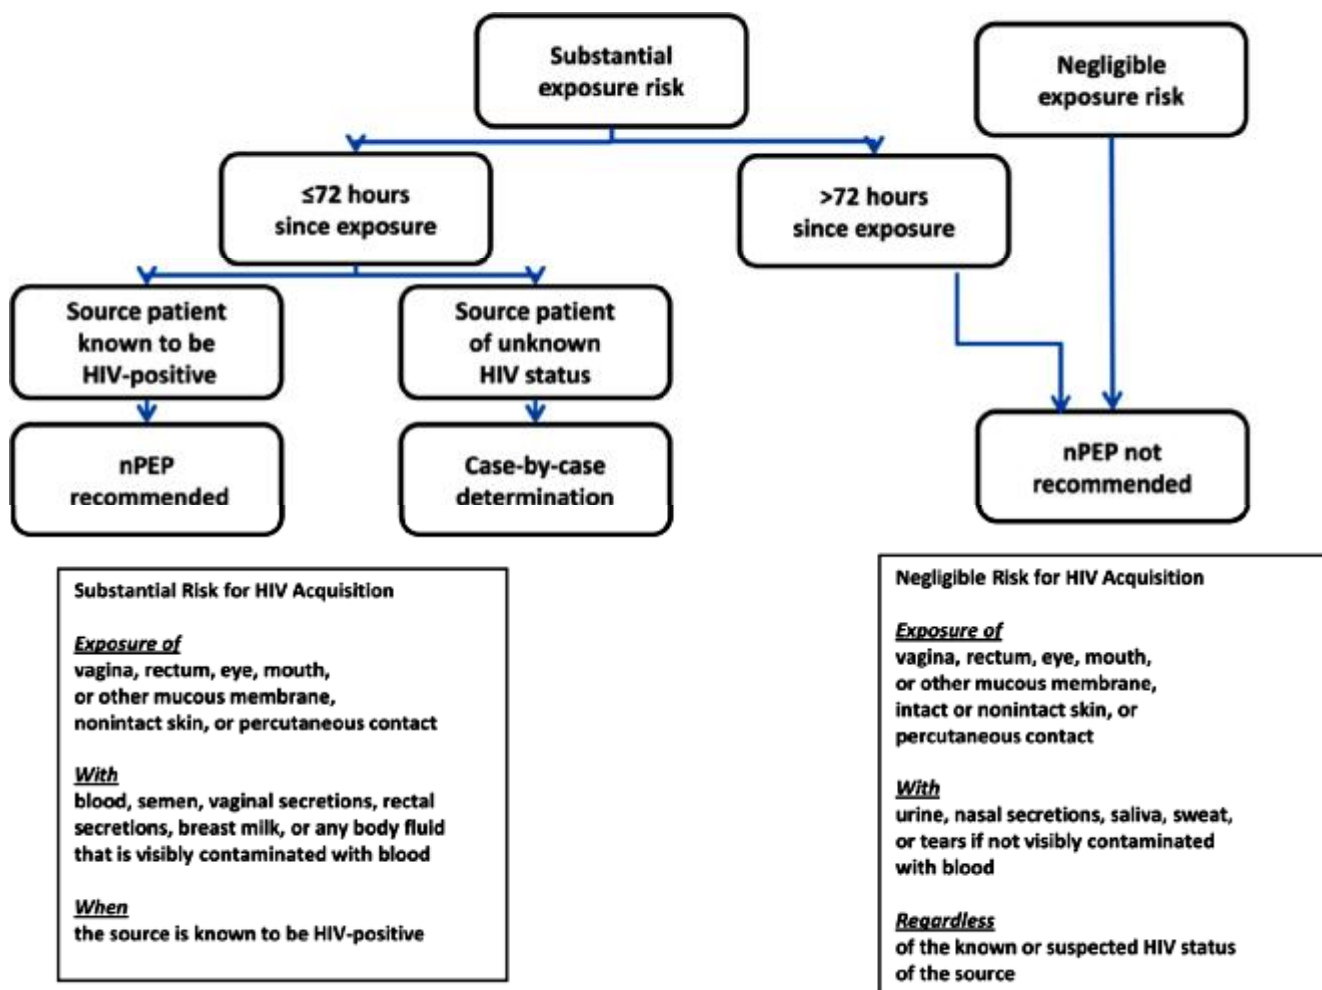 Substantial
exposure risk
Negligible
exposure risk
≤72 hours
since exposure
>72 hours
since exposure
Source patient
known to be
HIV-positive
Source patient
of unknown
HIV status
nPEP
recommended
Case-by-case
determination
nPEP not
recommended
Substantial Risk for HIV Acquisition
Exposure of
vagina, rectum, eye, mouth,
or other mucous membrane,
nonintact skin, or percutaneous contact
With
blood, semen, vaginal secretions, rectal
secretions, breast milk, or any body fluid
that is visibly contaminated with blood
When
the source is known to be HIV-positive
Negligible Risk for HIV Acquisition
Exposure of
vagina, rectum, eye, mouth,
or other mucous membrane,
intact or nonintact skin, or
percutaneous contact
With
urine, nasal secretions, saliva, sweat,
or tears if not visibly contaminated
with blood
Regardless
of the known or suspected HIV status
of the source